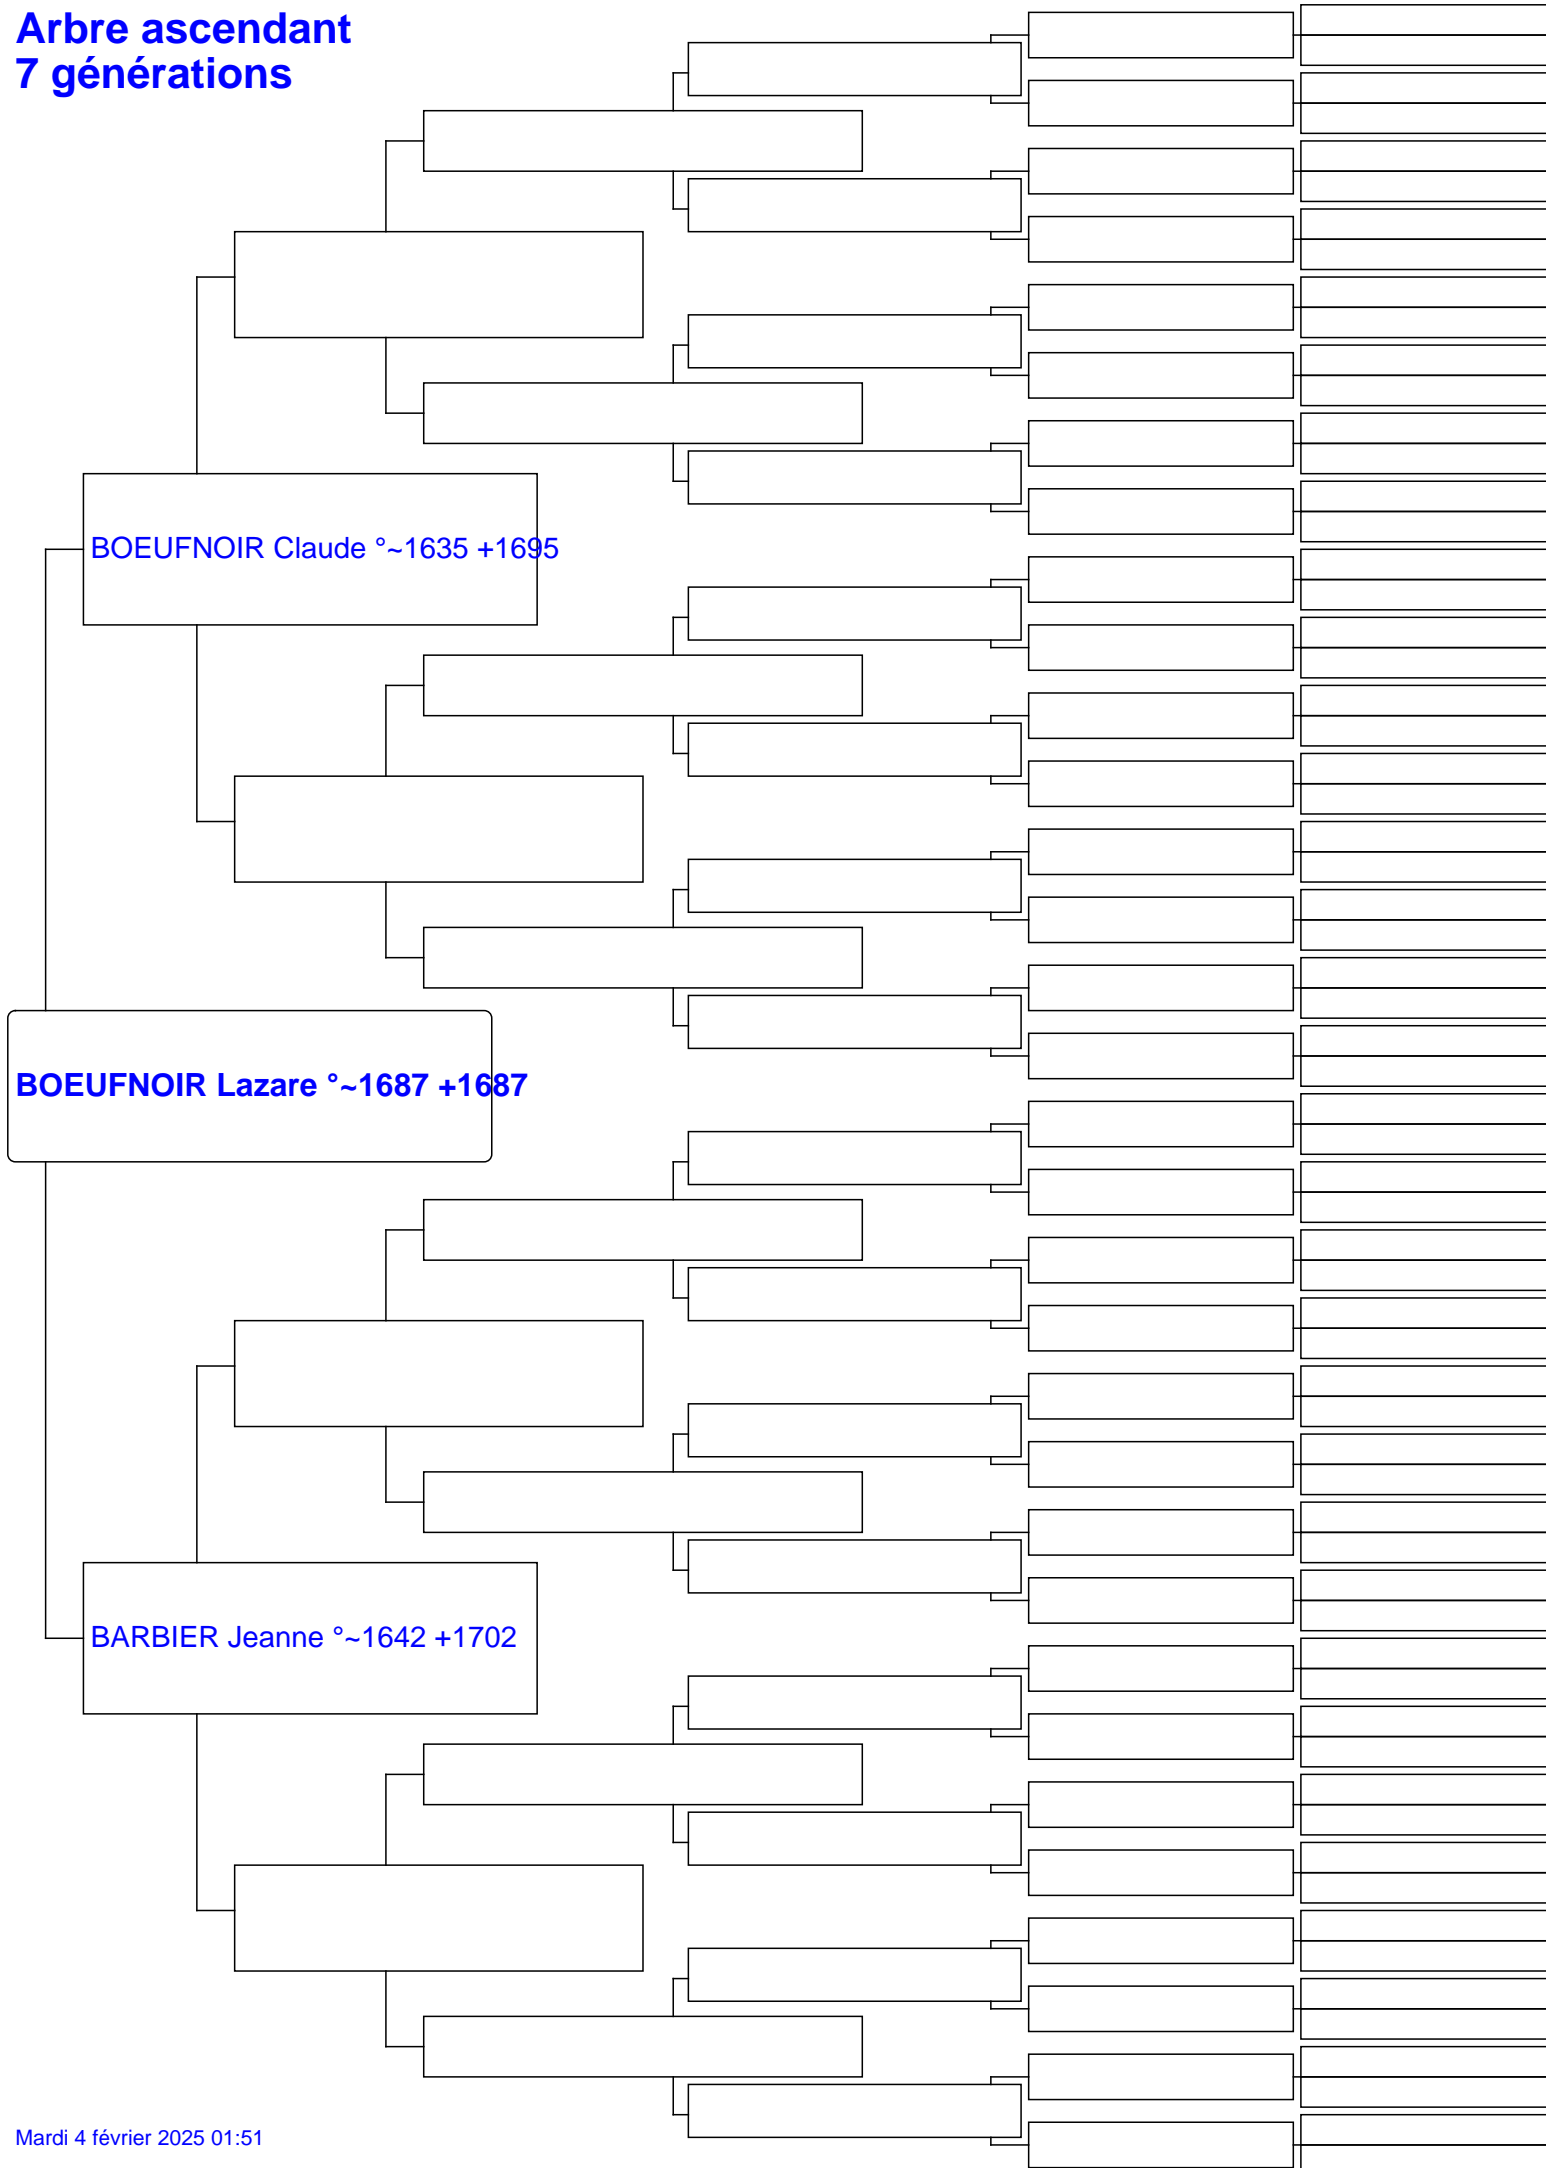 Arbre ascendant
7 générations
BOEUFNOIR Claude °~1635 +1695
BOEUFNOIR Lazare °~1687 +1687
BARBIER Jeanne °~1642 +1702
Mardi 4 février 2025 01:51